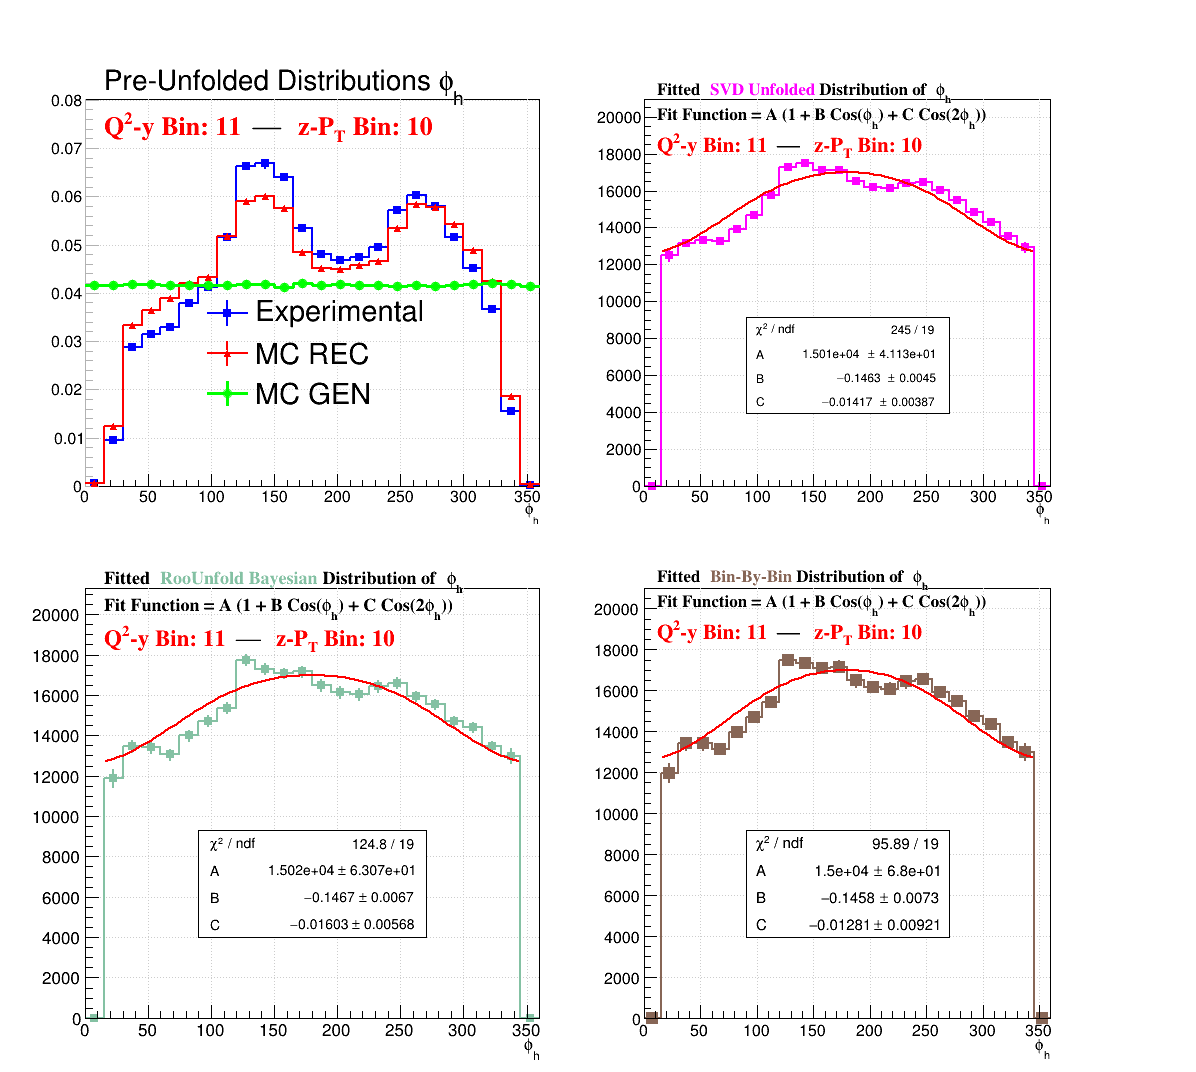 Pre-Unfolded Distributions ϕh
Q2-y Bin: 11 — z-PT Bin: 10
0.08
0.07
0.06
0.05
0.04
0.03
0.02
0.01
0
Experimental
MC REC
MC GEN
0 50 100 150 200 250 300 350
ϕh
Fitted SVD Unfolded Distribution of ϕh
Fit Function = A (1 + B Cos(ϕh) + C Cos(2ϕh))
Q2-y Bin: 11 — z-PT Bin: 10
20000
18000
16000
14000
12000
10000
8000
6000
4000
2000
0
χ2 / ndf 245 / 19
A 1.501e+04 ± 4.113e+01
B −0.1463 ± 0.0045
C −0.01417 ± 0.00387
0 50 100 150 200 250 300 350
ϕh
Fitted RooUnfold Bayesian Distribution of ϕh
Fit Function = A (1 + B Cos(ϕh) + C Cos(2ϕh))
Q2-y Bin: 11 — z-PT Bin: 10
20000
18000
16000
14000
12000
10000
8000
6000
4000
2000
0
χ2 / ndf 124.8 / 19
A 1.502e+04 ± 6.307e+01
B −0.1467 ± 0.0067
C −0.01603 ± 0.00568
0 50 100 150 200 250 300 350
ϕh
Fitted Bin-By-Bin Distribution of ϕh
Fit Function = A (1 + B Cos(ϕh) + C Cos(2ϕh))
Q2-y Bin: 11 — z-PT Bin: 10
20000
18000
16000
14000
12000
10000
8000
6000
4000
2000
0
χ2 / ndf 95.89 / 19
A 1.5e+04 ± 6.8e+01
B −0.1458 ± 0.0073
C −0.01281 ± 0.00921
0 50 100 150 200 250 300 350
ϕh